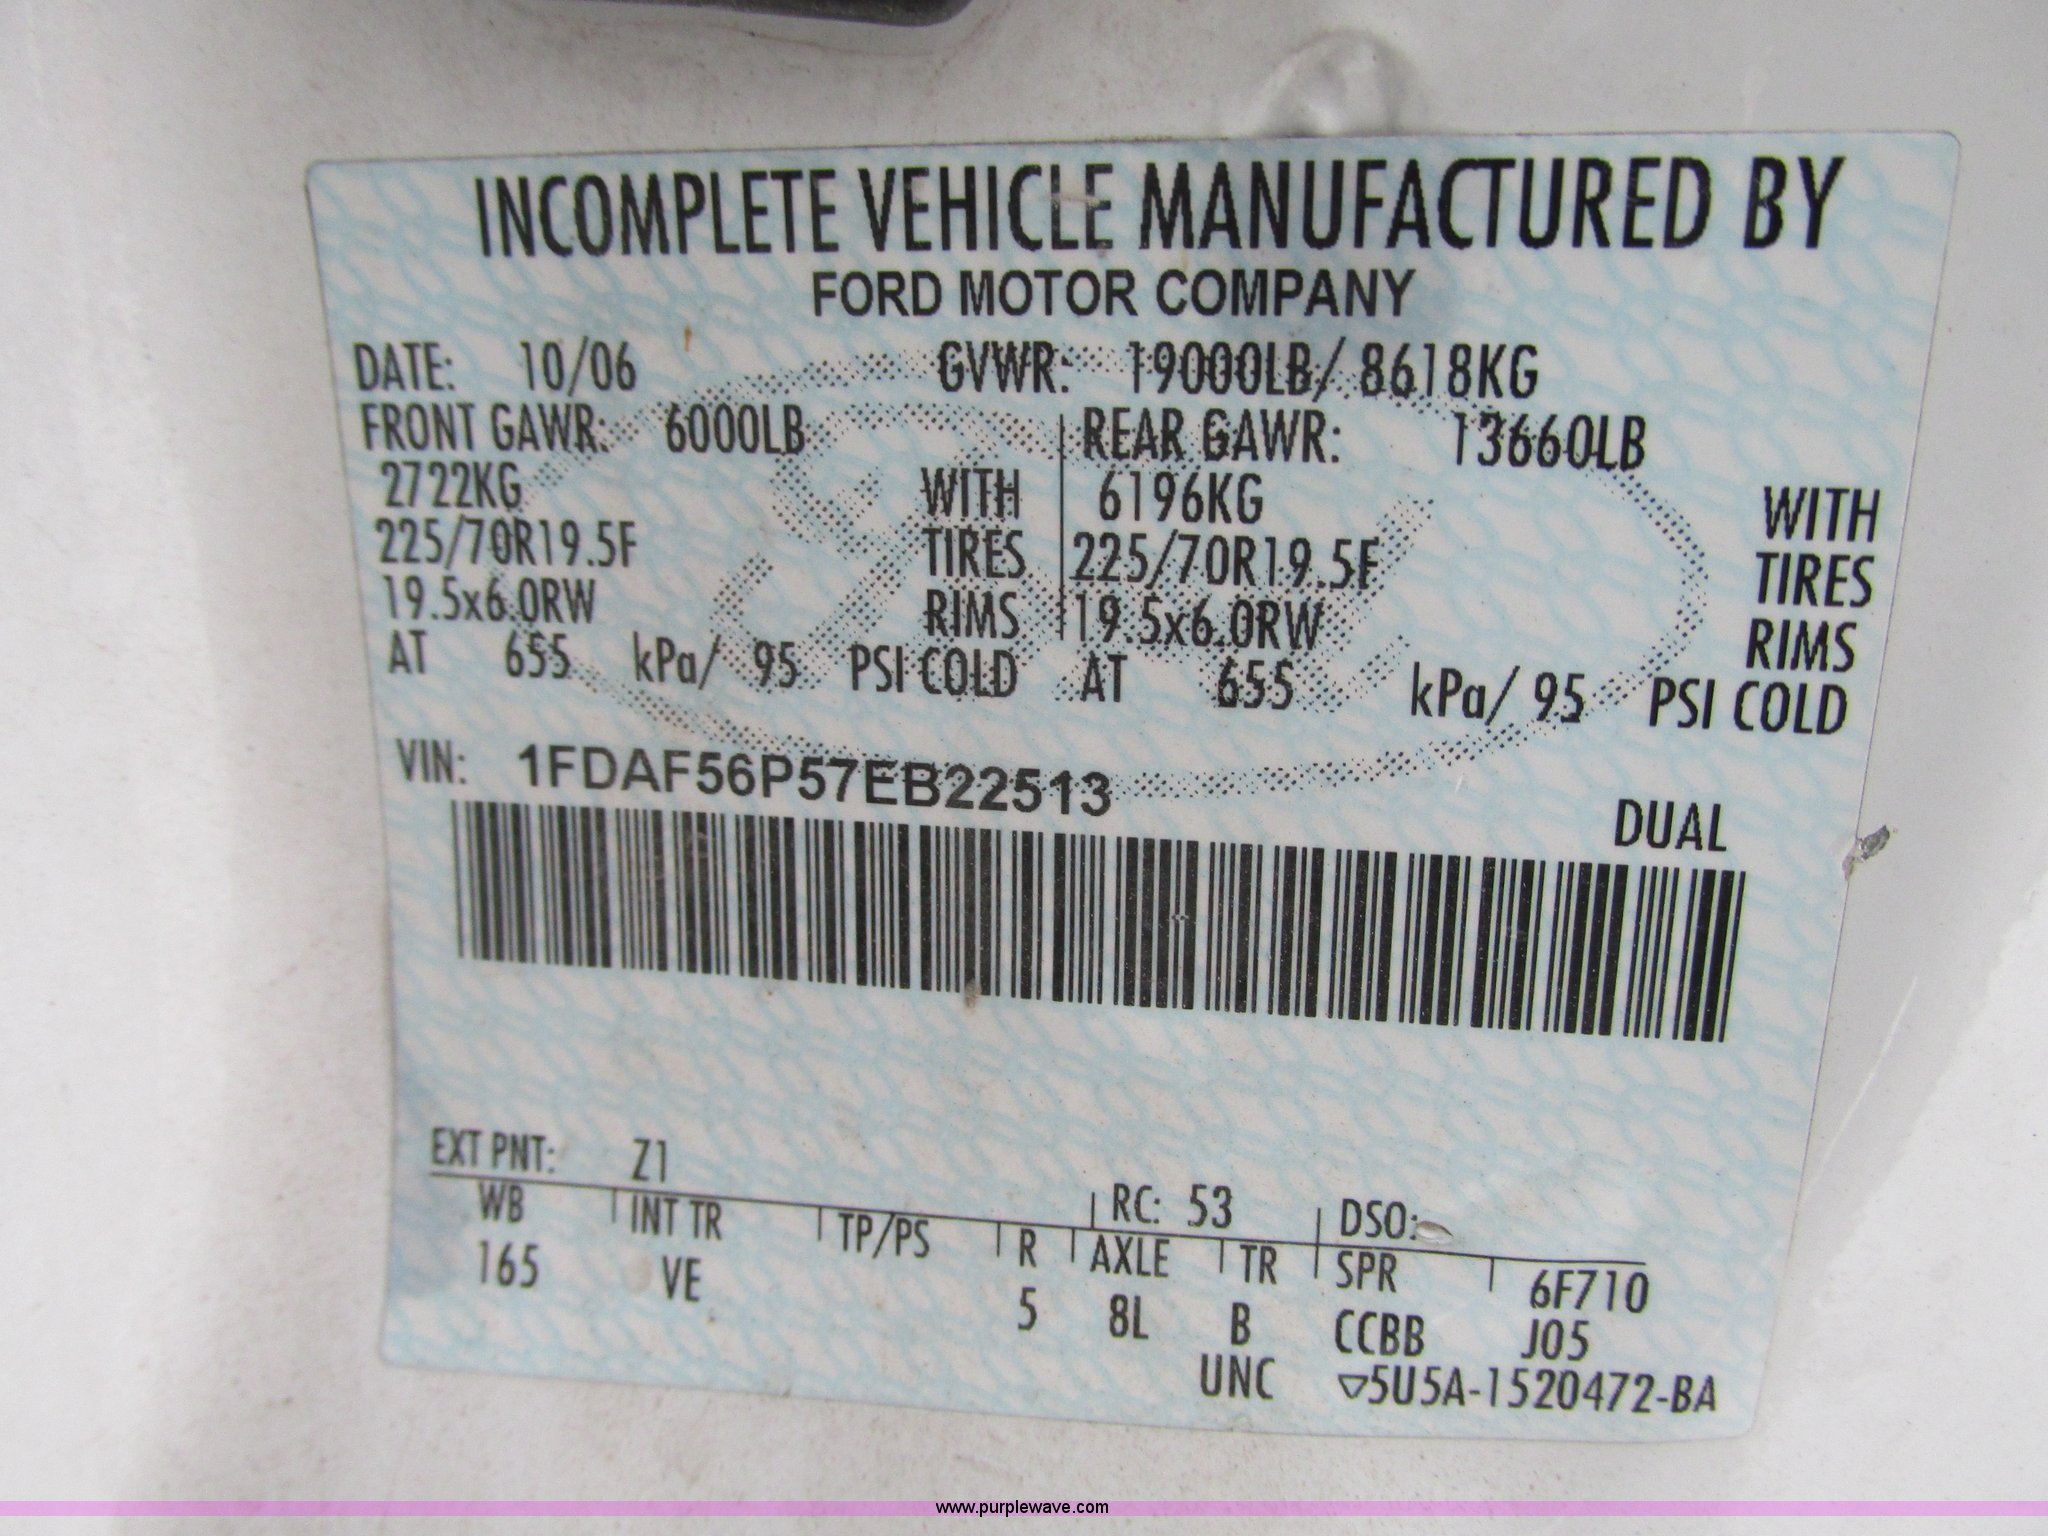 INCOMPLETE VEHICLE MANUFACTURED BY
FORD MOTOR COMPANY
DATE: 10/06 GVWR: 19000LB/ 8618KG
FRONT GAWR: 6000LB REAR GAWR: 13660LB
2722KG WITH 6196KG WITH
225/70R19.5F TIRES 225/70R19.5F TIRES
19.5x6.0RW RIMS 19.5x6.0RW RIMS
AT 655 kPa/ 95 PSI COLD AT 655 kPa/ 95 PSI COLD
VIN: 1FDAF56P57EB22513
DUAL
EXT PNT: Z1 RC: 53 DSO:
WB INT TR TP/PS R AXLE TR SPR 6F710
165 VE 5 8L B CCBB J05
UNC ▽5U5A-1520472-BA
www.purplewave.com